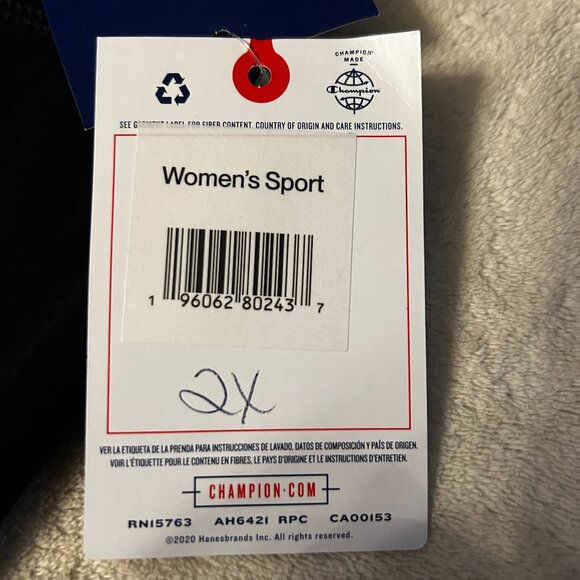 CHAMPION®
MADE
Champion
SEE GARMENT LABEL FOR FIBER CONTENT, COUNTRY OF ORIGIN AND CARE INSTRUCTIONS.
Women's Sport
1 96062 80243 7
2X
VER LA ETIQUETA DE LA PRENDA PARA INSTRUCCIONES DE LAVADO, DATOS DE COMPOSICIÓN Y PAÍS DE ORIGEN.
VOIR L'ÉTIQUETTE POUR LE CONTENU EN FIBRES, LE PAYS D'ORIGINE ET LE INSTRUCTIONS D'ENTRETIEN.
CHAMPION·COM
RN15763 AH6421 RPC CA00153
©2020 Hanesbrands Inc. All rights reserved.